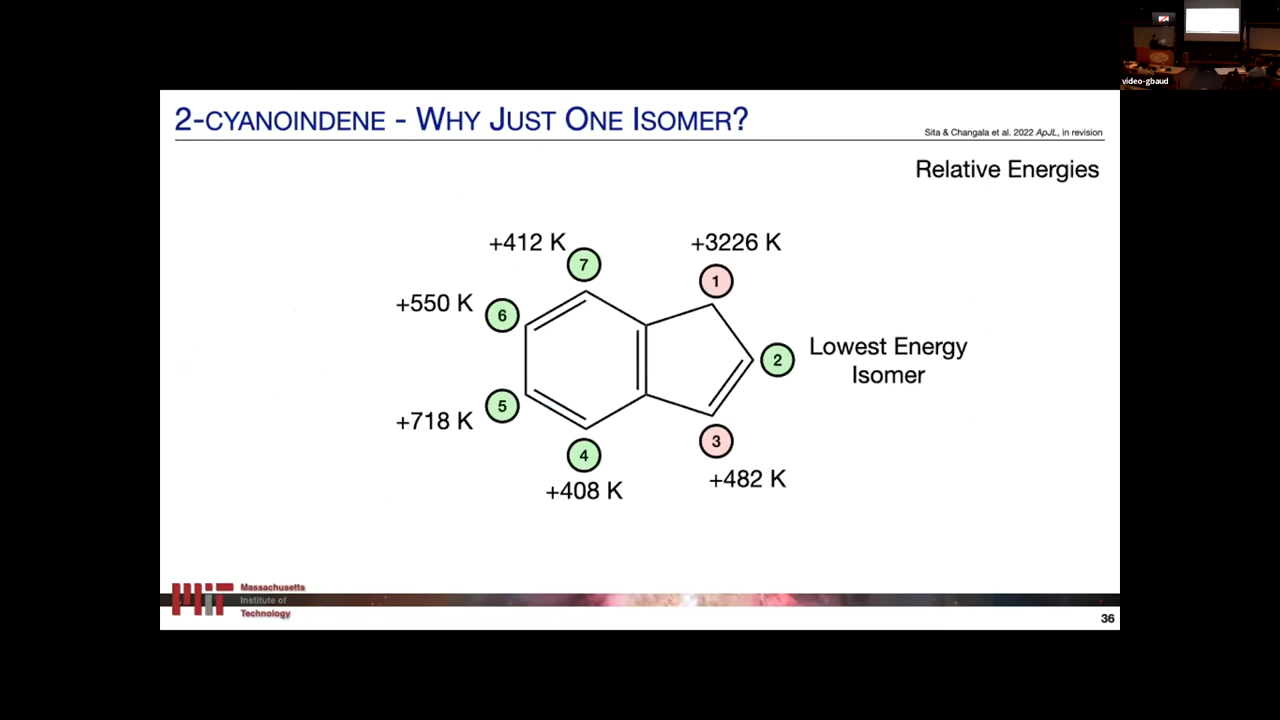 video-gbaud
2-CYANOINDENE - WHY JUST ONE ISOMER?
Sita & Changala et al. 2022 ApJL, in revision
Relative Energies
+412 K
+3226 K
7
1
+550 K
6
2
Lowest Energy
Isomer
5
+718 K
3
4
+482 K
+408 K
MIT
Massachusetts
Institute of
Technology
36